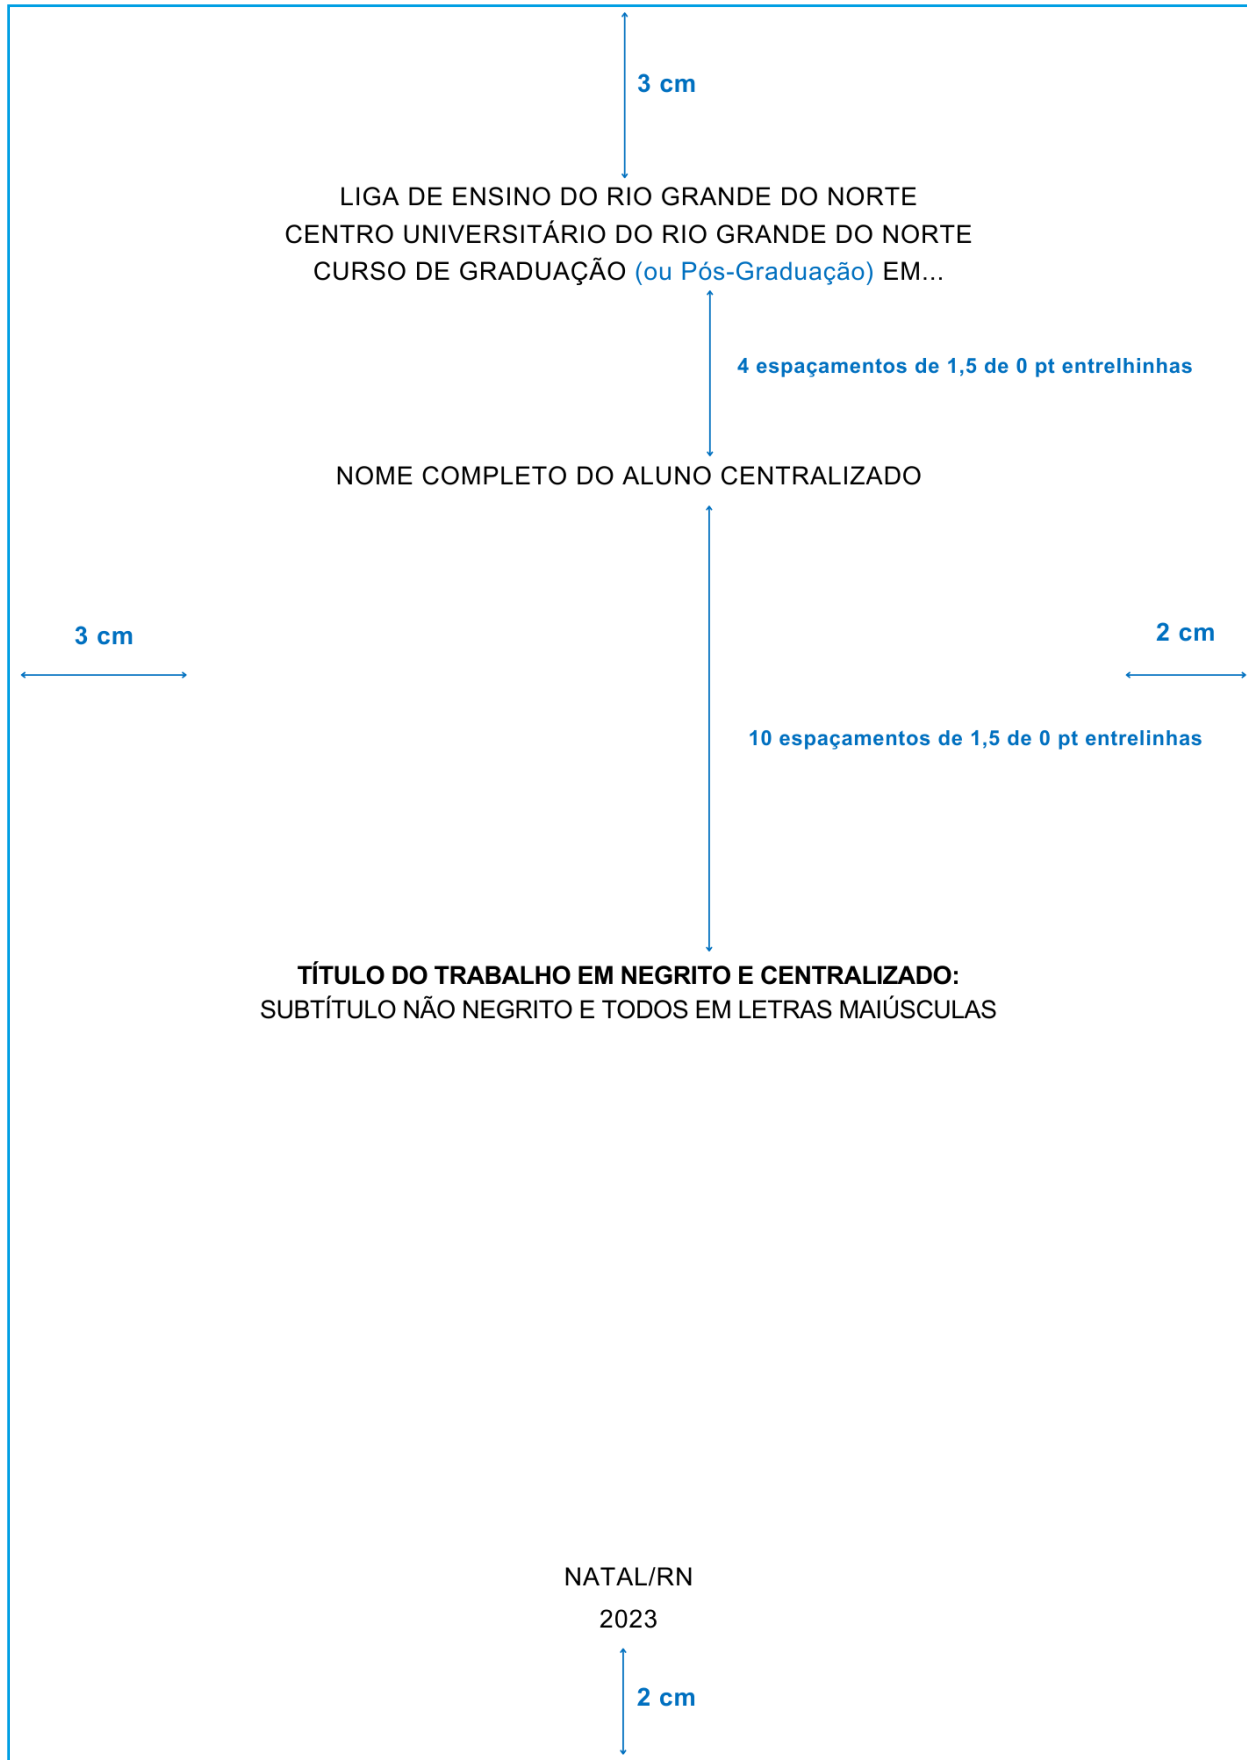 3 cm
LIGA DE ENSINO DO RIO GRANDE DO NORTE
CENTRO UNIVERSITÁRIO DO RIO GRANDE DO NORTE
CURSO DE GRADUAÇÃO (ou Pós-Graduação) EM...
4 espaçamentos de 1,5 de 0 pt entrelhinhas
NOME COMPLETO DO ALUNO CENTRALIZADO
3 cm
2 cm
10 espaçamentos de 1,5 de 0 pt entrelinhas
TÍTULO DO TRABALHO EM NEGRITO E CENTRALIZADO:
SUBTÍTULO NÃO NEGRITO E TODOS EM LETRAS MAIÚSCULAS
NATAL/RN
2023
2 cm